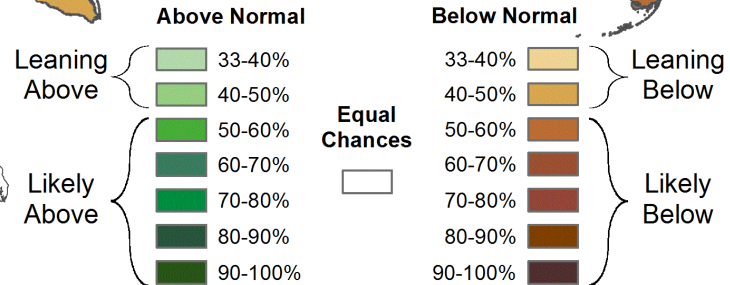 Above Normal
Below Normal
Leaning
Above
33-40%
40-50%
50-60%
60-70%
70-80%
80-90%
90-100%
Likely
Above
Equal
Chances
33-40%
40-50%
50-60%
60-70%
70-80%
80-90%
90-100%
Leaning
Below
Likely
Below